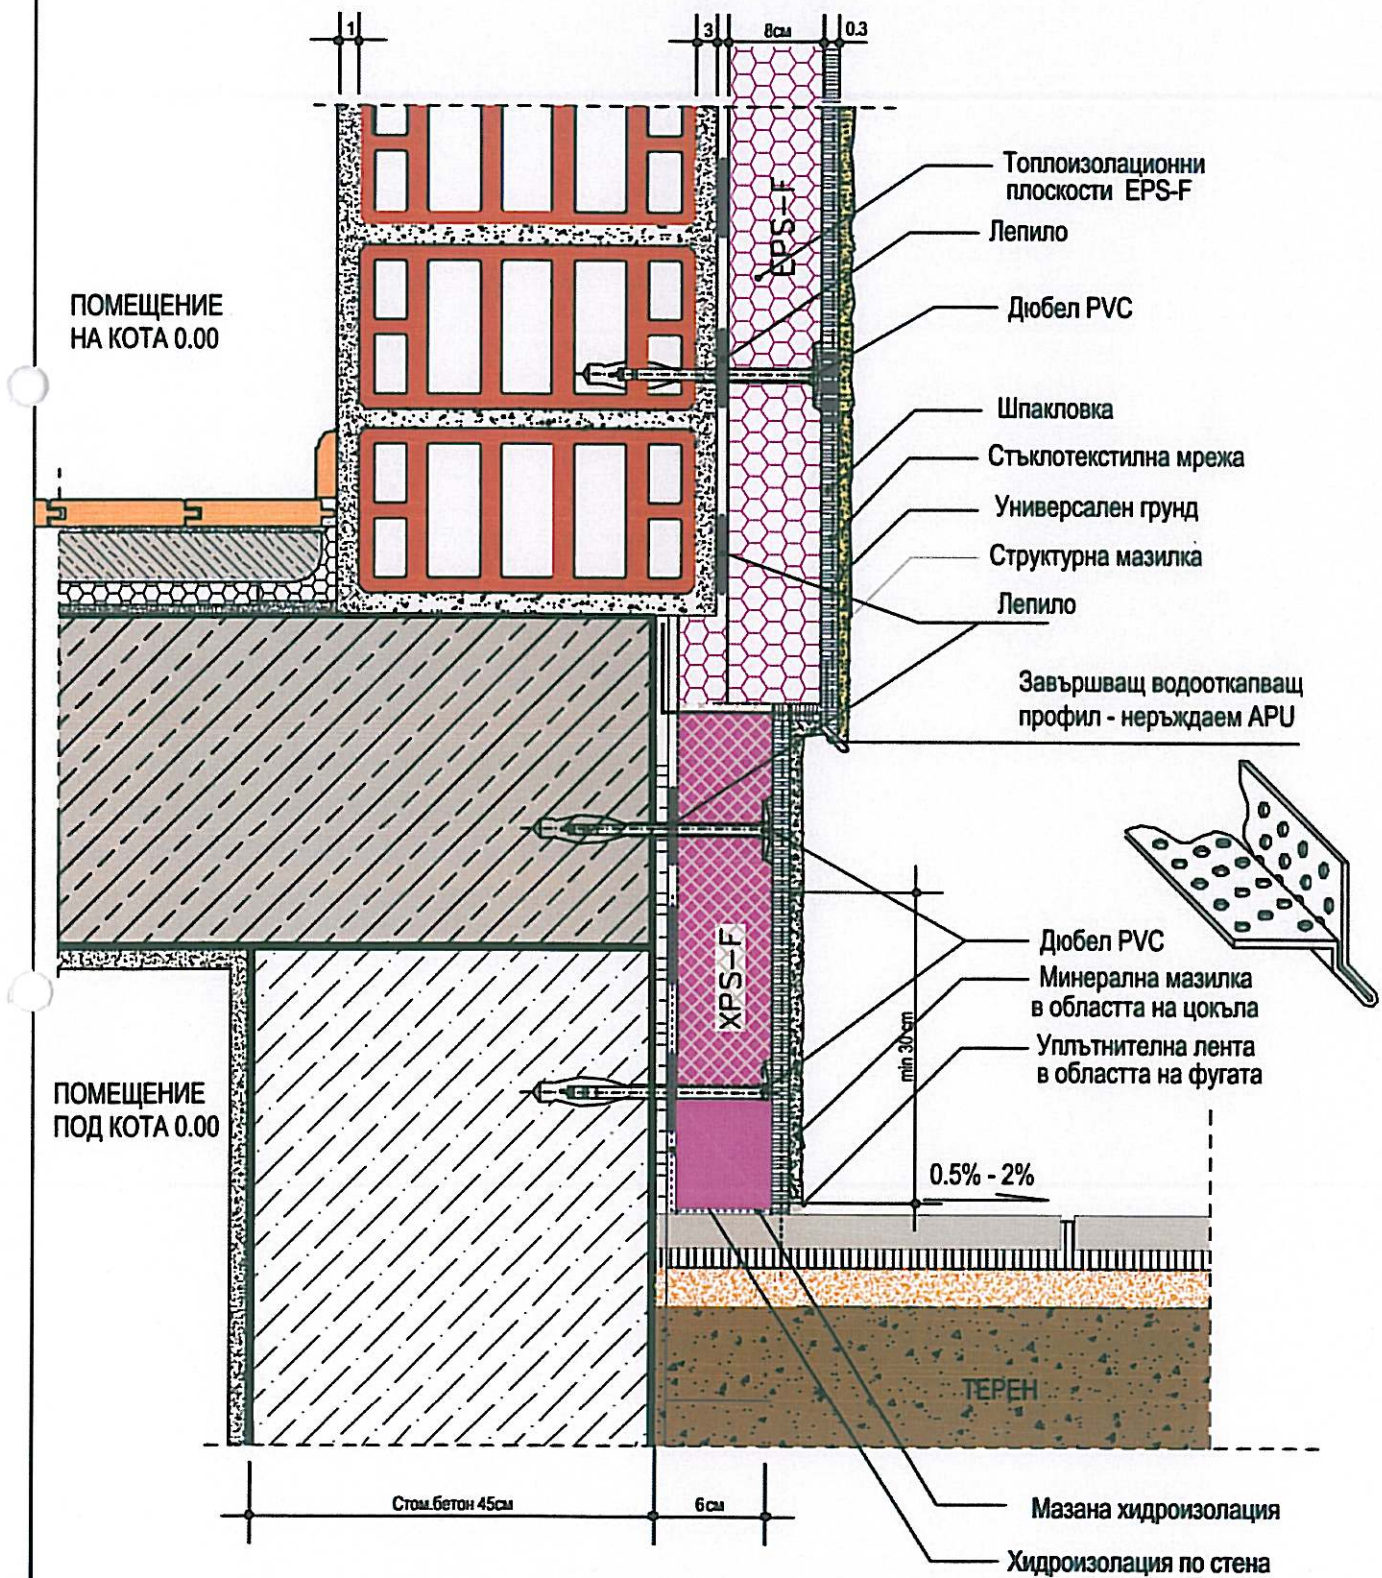 1
3
8см
0.3
Топлоизолационни
плоскости EPS-F
Лепило
EPS-F
ПОМЕЩЕНИЕ
НА КОТА 0.00
Дюбел PVC
Шпакловка
Стъклотекстилна мрежа
Универсален грунд
Структурна мазилка
Лепило
Завършващ водооткапващ
профил - неръждаем APU
Дюбел PVC
XPS-F
Минерална мазилка
в областта на цокъла
min 30cm
Уплътнителна лента
в областта на фугата
ПОМЕЩЕНИЕ
ПОД КОТА 0.00
0.5% - 2%
ТЕРЕН
Стом.бетон 45см
6см
Мазана хидроизолация
Хидроизолация по стена